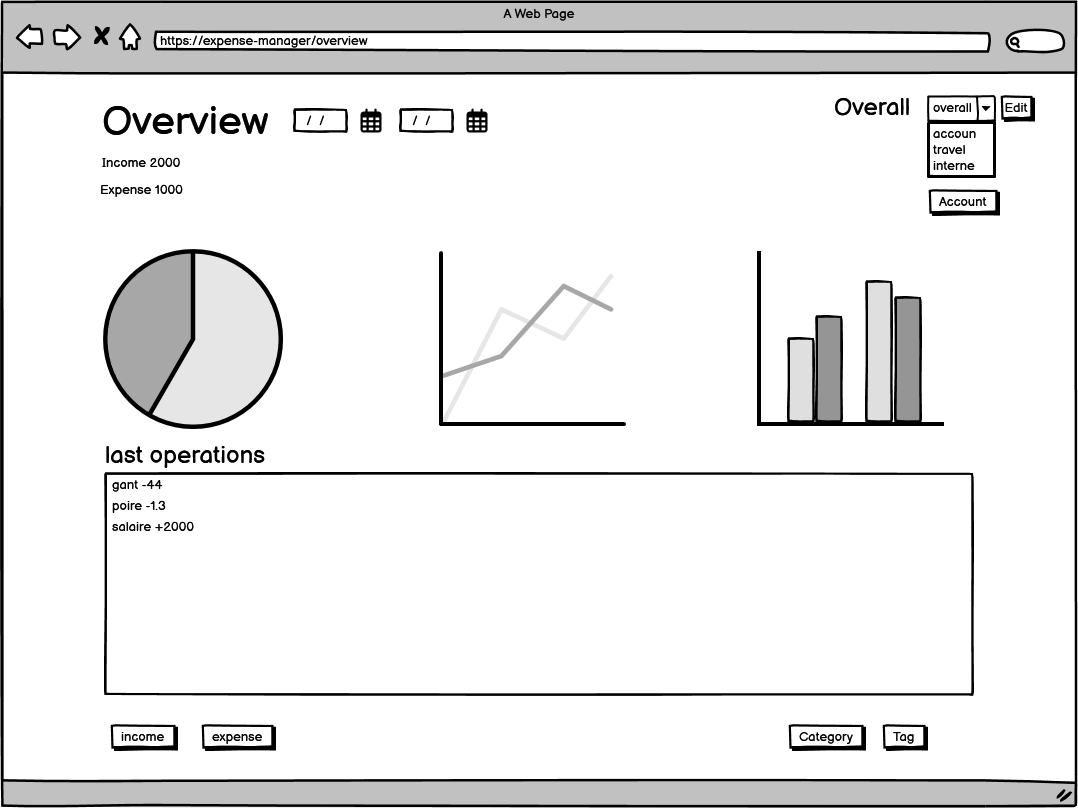 A Web Page
https://expense-manager/overview
Overview / / / / Overall overall Edit
accoun
travel
interne
Income 2000
Expense 1000
Account
last operations
gant -44
poire -1.3
salaire +2000
income expense Category Tag